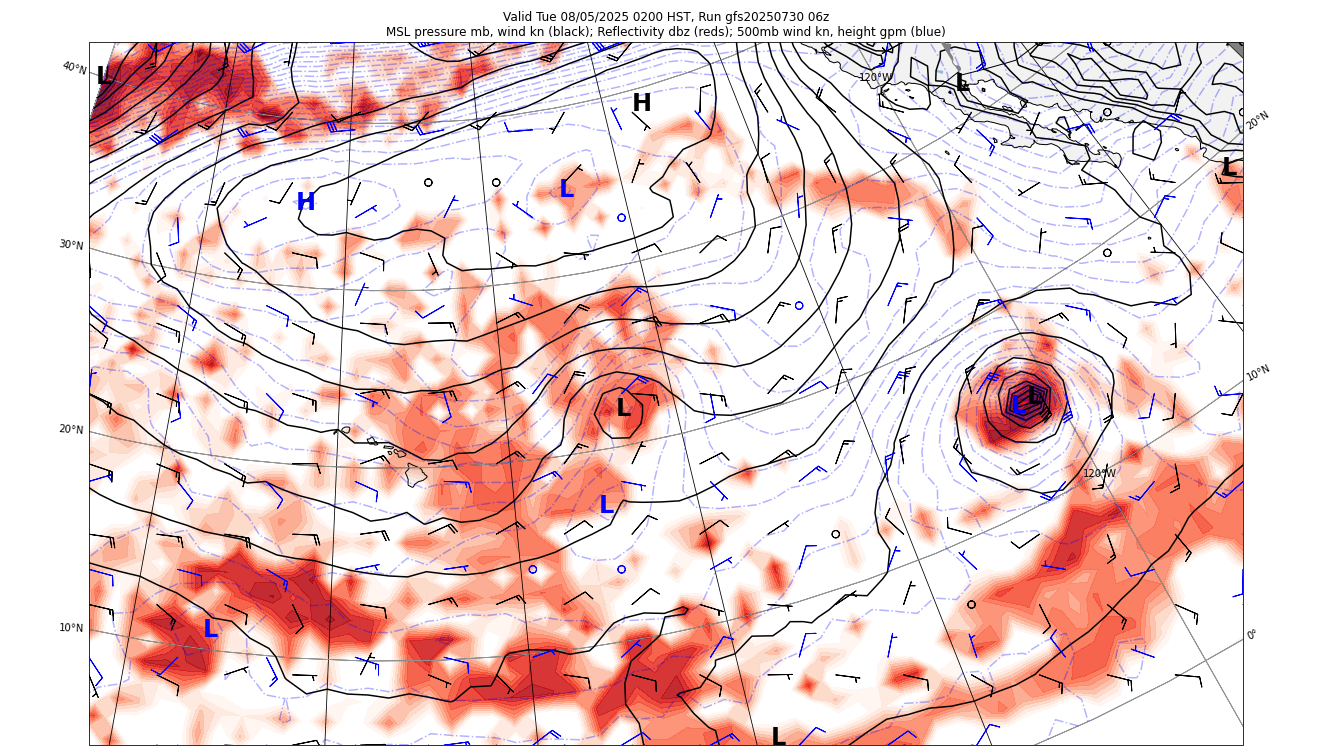 Valid Tue 08/05/2025 0200 HST, Run gfs20250730 06z
MSL pressure mb, wind kn (black); Reflectivity dbz (reds); 500mb wind kn, height gpm (blue)
40°N
L
120°W
L
H
20°N
L
H
L
30°N
10°N
L
L
L
20°N
120°W
L
10°N
L
0°
L